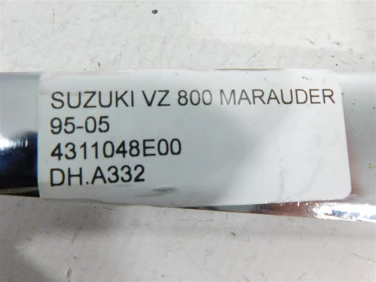 SUZUKI VZ 800 MARAUDER
95-05
4311048E00
DH.A332